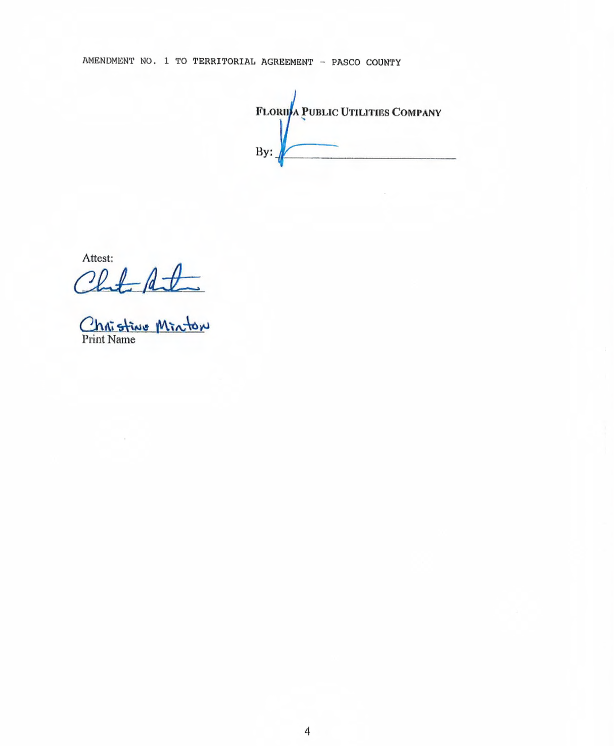 AMENDMENT NO. 1 TO TERRITORIAL AGREEMENT - PASCO COUNTY
FLORIDA PUBLIC UTILITIES COMPANY
By:
Attest:
Christine Minton
Print Name
4